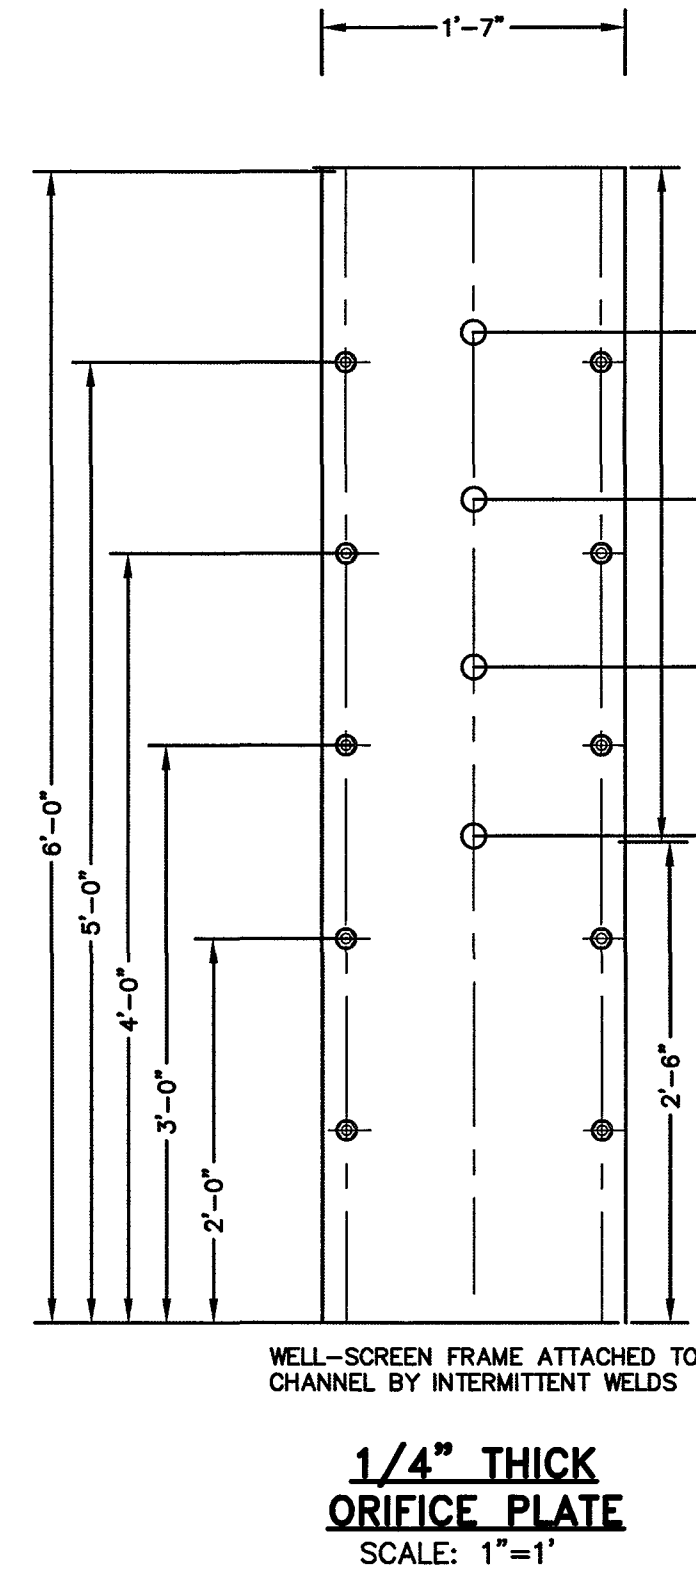 1'-7"
6'-0"
5'-0"
4'-0"
3'-0"
2'-0"
2'-6"
WELL-SCREEN FRAME ATTACHED TO
CHANNEL BY INTERMITTENT WELDS
1/4" THICK
ORIFICE PLATE
SCALE: 1"=1'